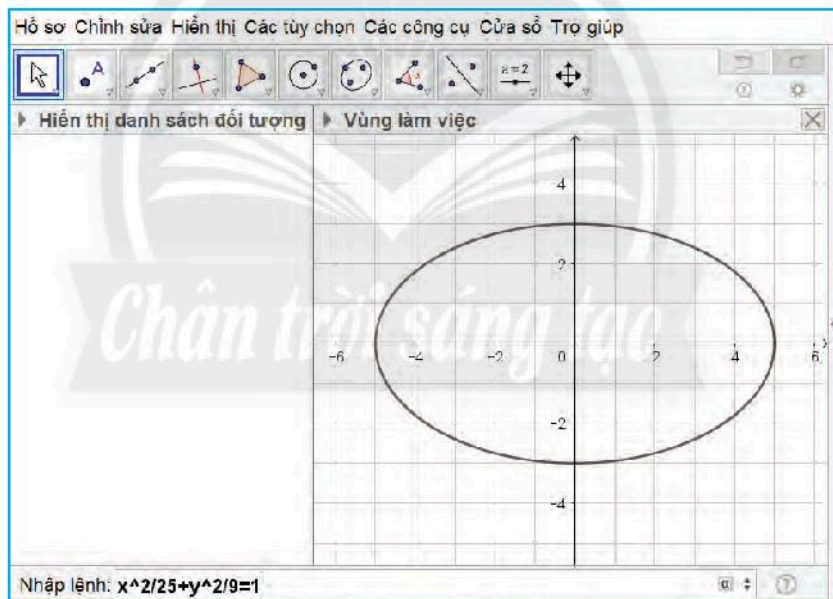 Hồ sơ Chỉnh sửa Hiển thị Các tùy chọn Các công cụ Cửa sổ Trợ giúp
A a=2
Hiển thị danh sách đối tượng Vùng làm việc
4
2
-6 -4 -2 0 2 4 6
-2
-4
Chân trời sáng tạo
Nhập lệnh: x^2/25+y^2/9=1
α